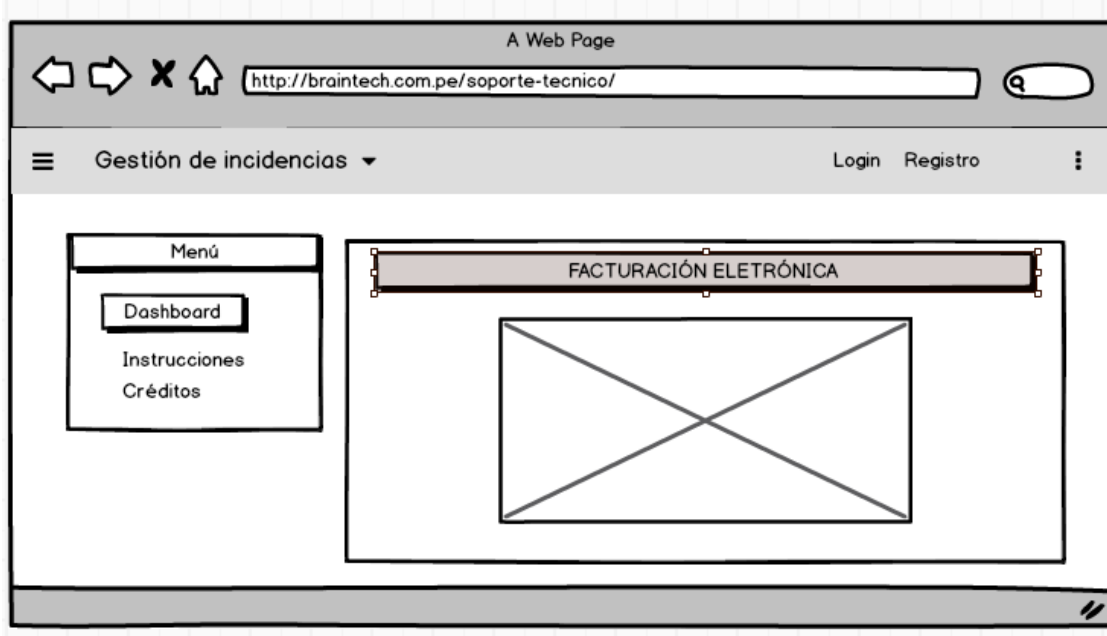 A Web Page
http://braintech.com.pe/soporte-tecnico/
Gestión de incidencias
Login Registro
Menú
Dashboard
Instrucciones
Créditos
FACTURACIÓN ELETRÓNICA